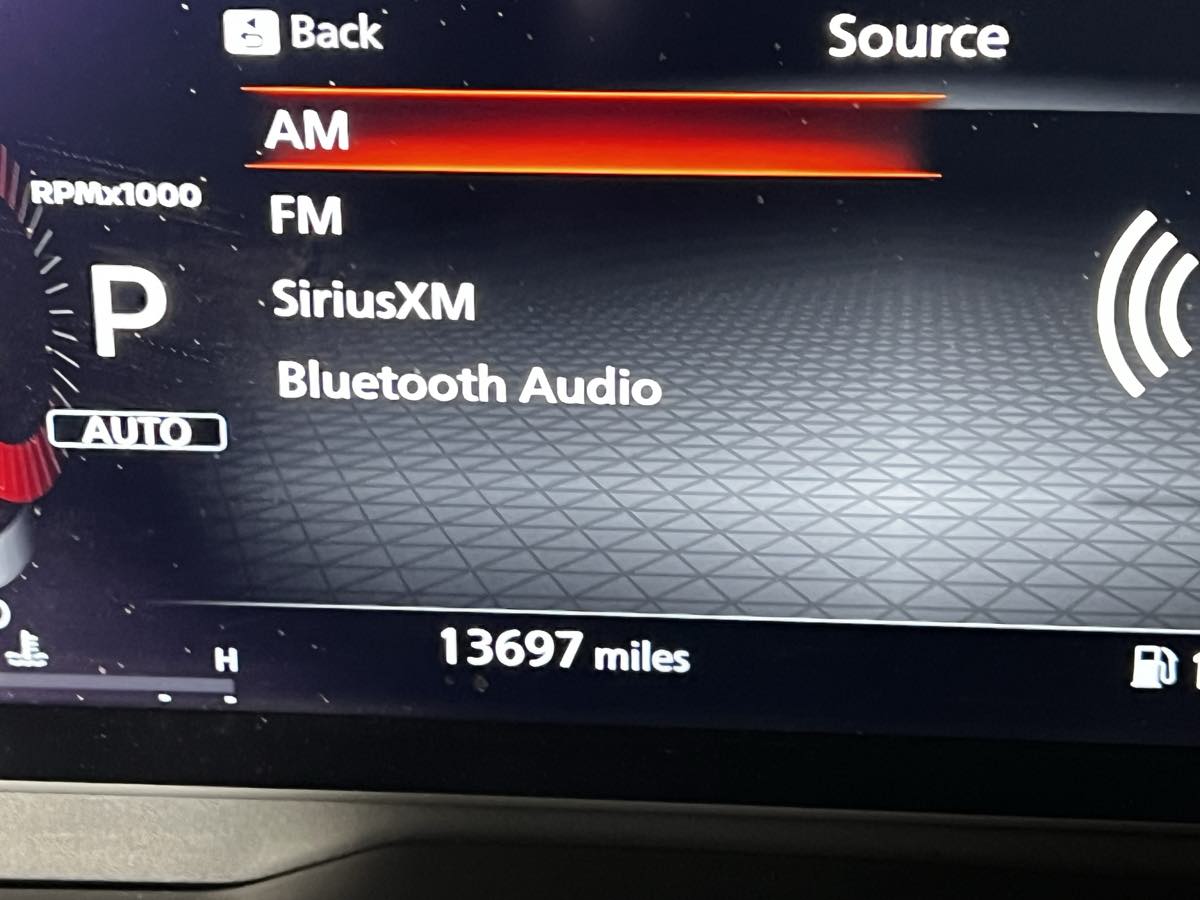 Back
Source
AM
RPMx1000
FM
P
SiriusXM
Bluetooth Audio
AUTO
13697 miles
H